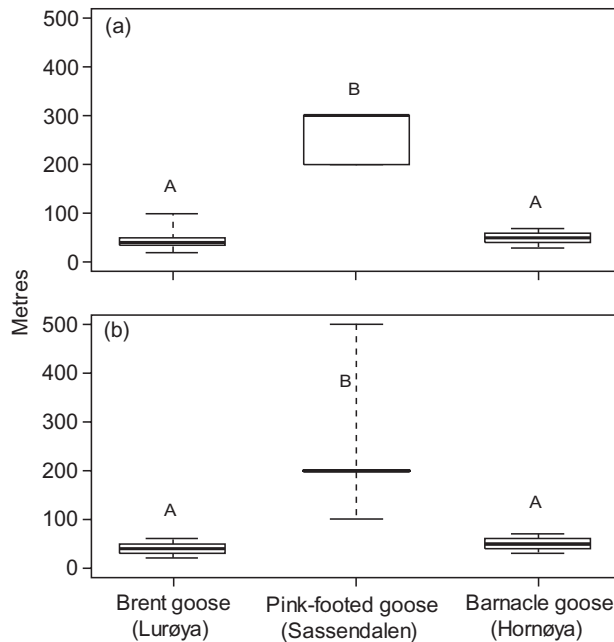 (a)
500
400
300
200
100
0
A
B
A
Metres
(b)
500
400
300
200
100
0
A
B
A
Brent goose
(Lurøya)
Pink-footed goose
(Sassendalen)
Barnacle goose
(Hornøya)